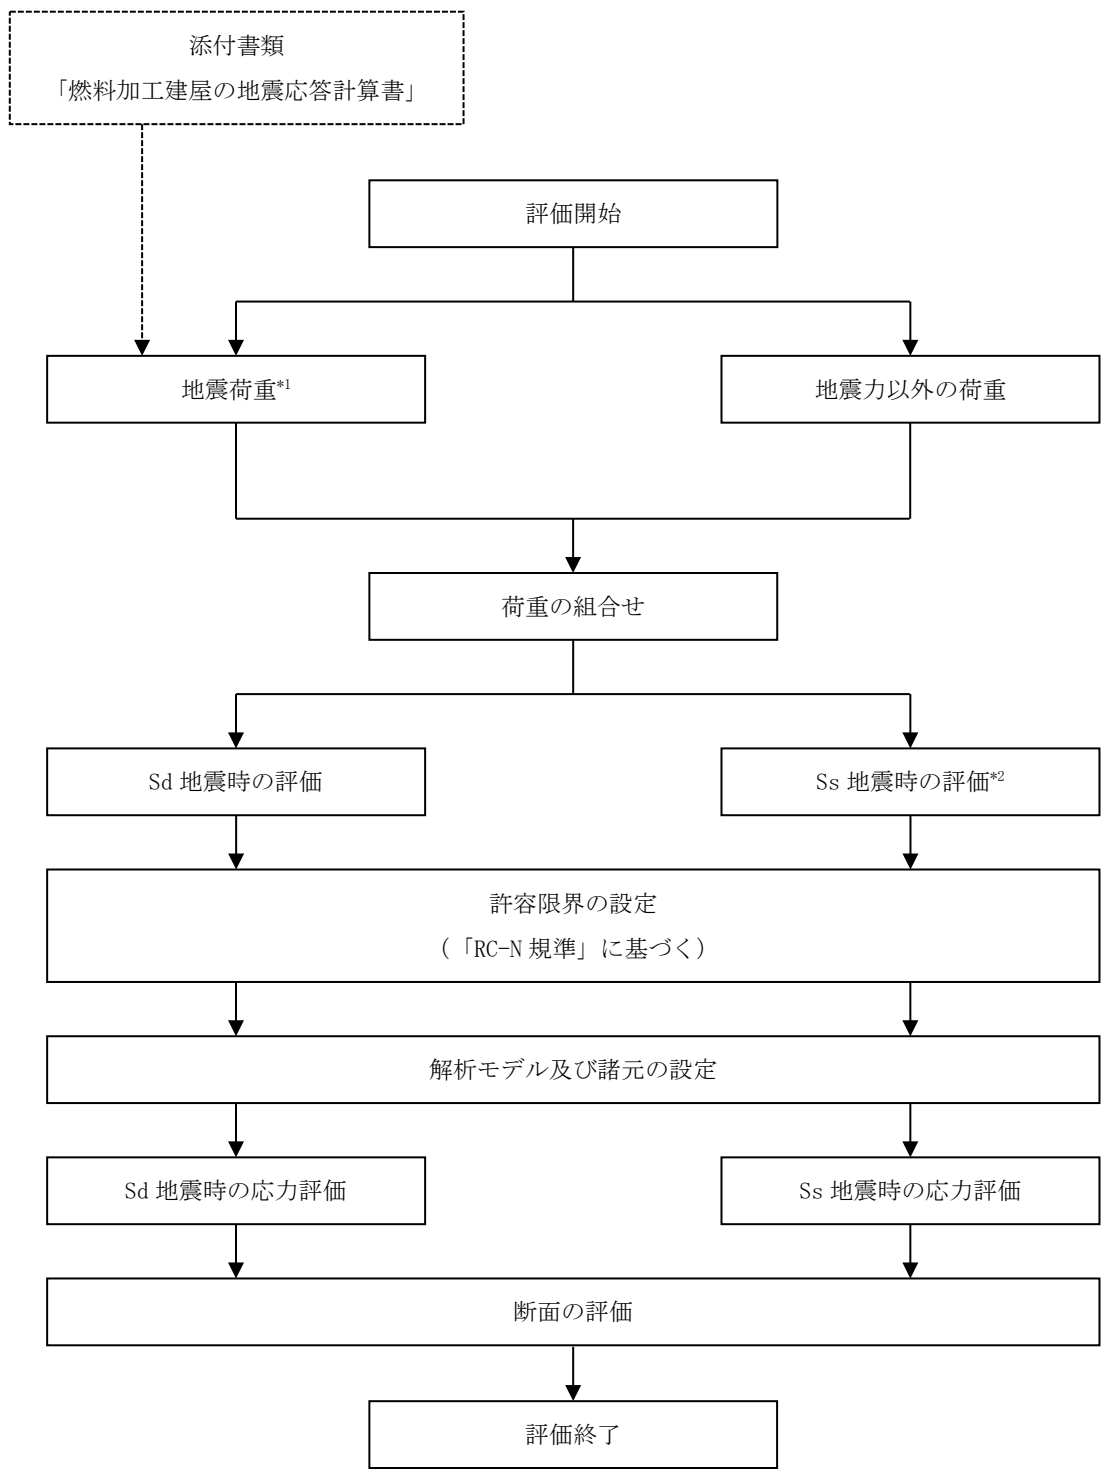 添付書類
「燃料加工建屋の地震応答計算書」
評価開始
地震荷重*1
地震力以外の荷重
荷重の組合せ
Sd 地震時の評価
Ss 地震時の評価*2
許容限界の設定
（「RC-N 規準」に基づく）
解析モデル及び諸元の設定
Sd 地震時の応力評価
Ss 地震時の応力評価
断面の評価
評価終了